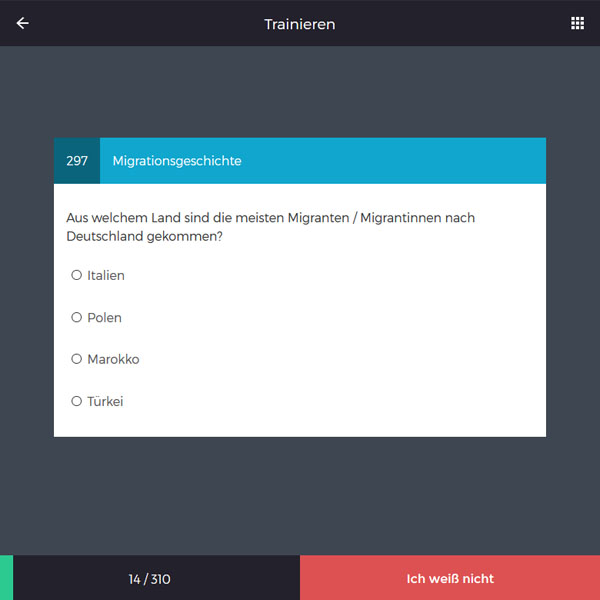 Trainieren
297 Migrationsgeschichte
Aus welchem Land sind die meisten Migranten / Migrantinnen nach
Deutschland gekommen?
Italien
Polen
Marokko
Türkei
14 / 310
Ich weiß nicht